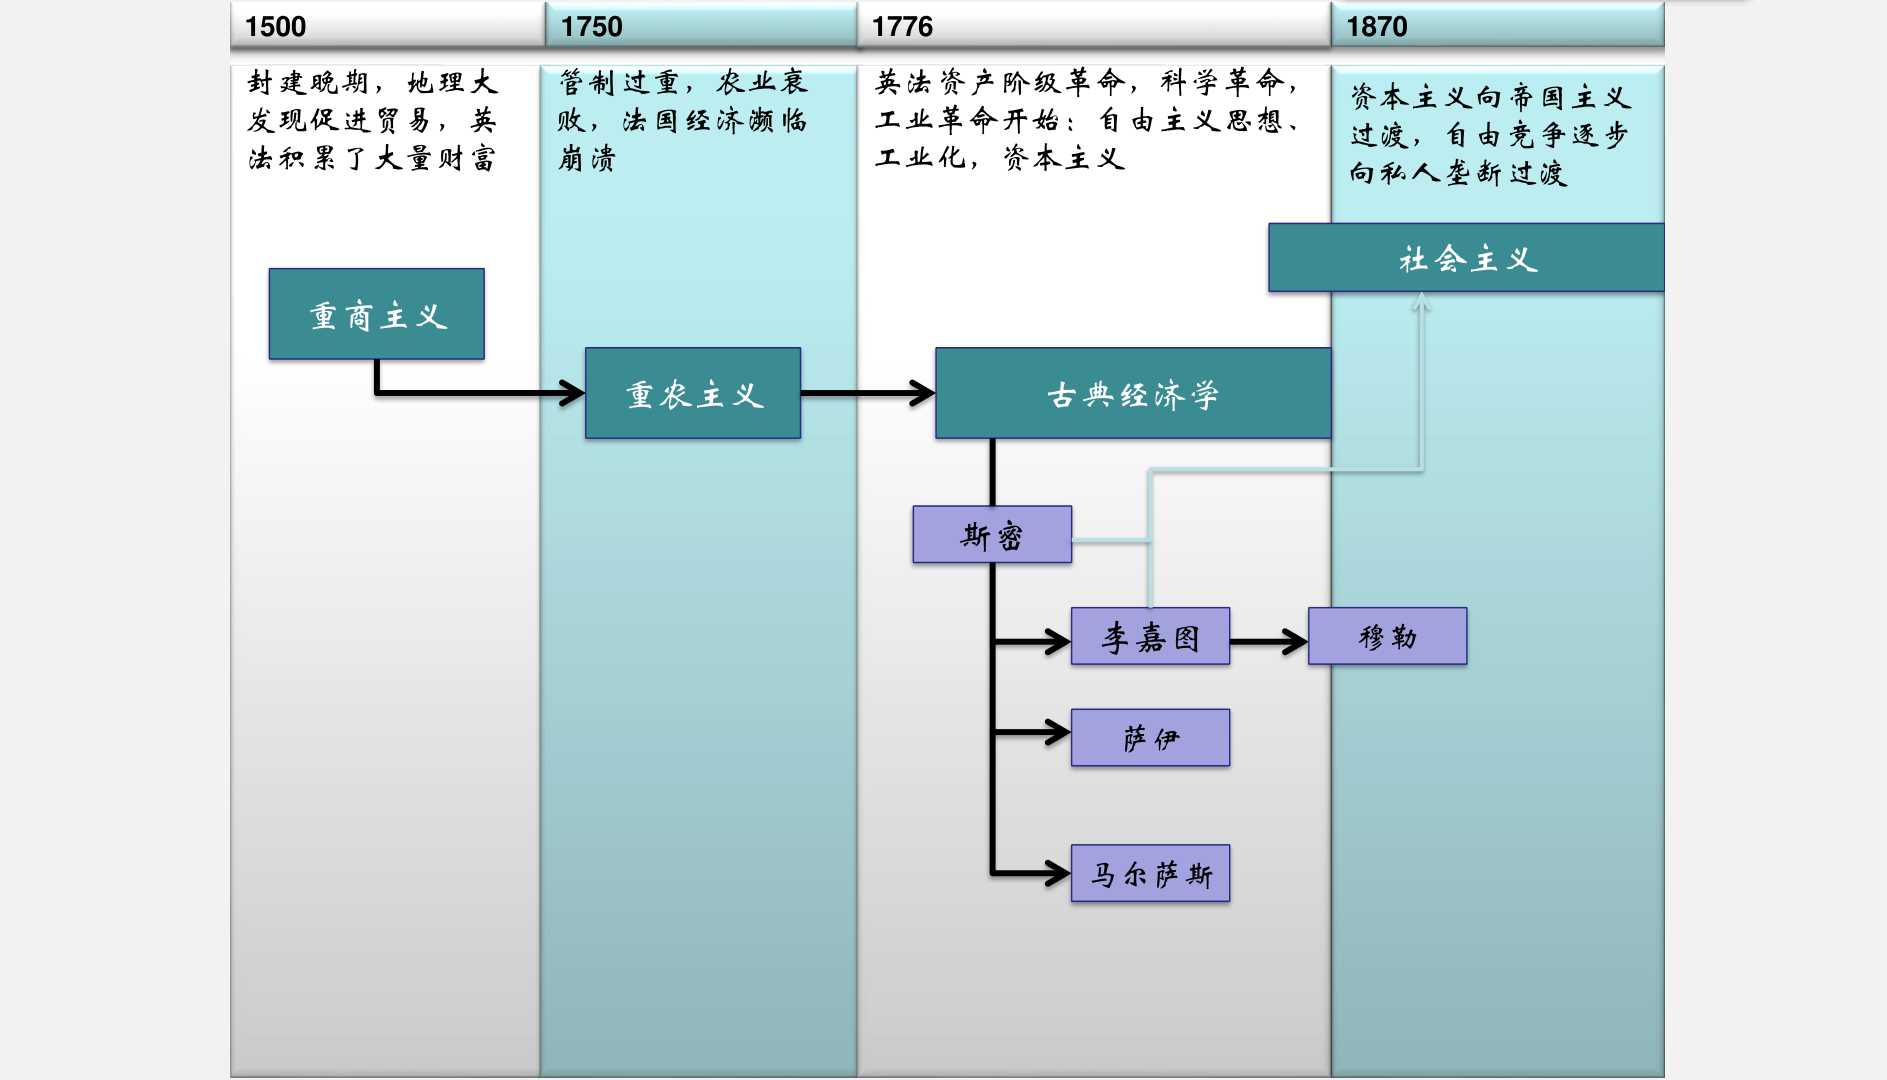 1500
1750
1776
1870
封建晚期，地理大
发现促进贸易，英
法积累了大量财富
管制过重，农业衰
败，法国经济濒临
崩溃
英法资产阶级革命，科学革命，
工业革命开始：自由主义思想、
工业化，资本主义
资本主义向帝国主义
过渡，自由竞争逐步
向私人垄断过渡
社会主义
重商主义
重农主义
古典经济学
斯密
李嘉图
穆勒
萨伊
马尔萨斯